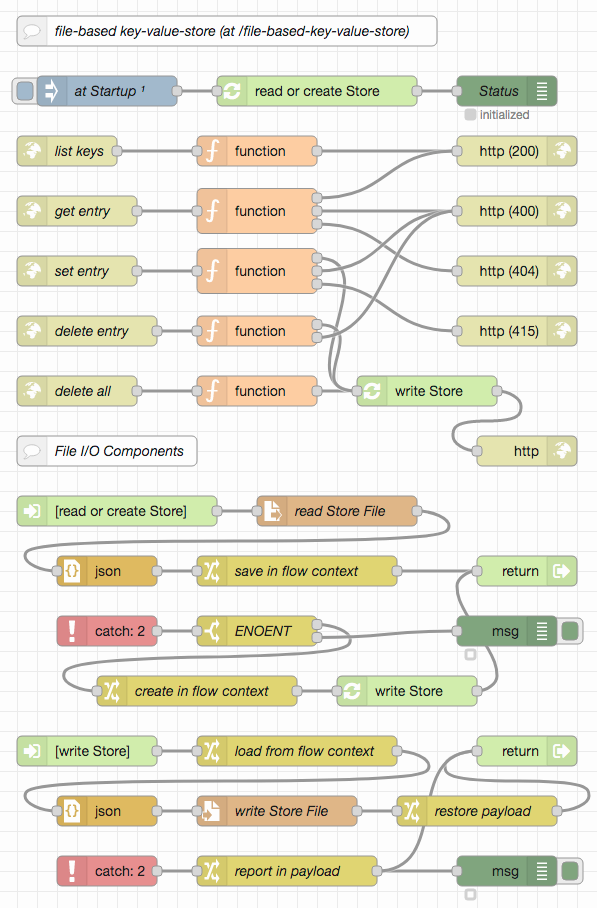 file-based key-value-store (at /file-based-key-value-store)
at Startup ¹
read or create Store
Status
initialized
list keys
function
http (200)
get entry
function
http (400)
set entry
function
http (404)
delete entry
function
http (415)
delete all
function
write Store
File I/O Components
http
[read or create Store]
read Store File
json
save in flow context
return
catch: 2
ENOENT
msg
create in flow context
write Store
[write Store]
load from flow context
return
json
write Store File
restore payload
catch: 2
report in payload
msg